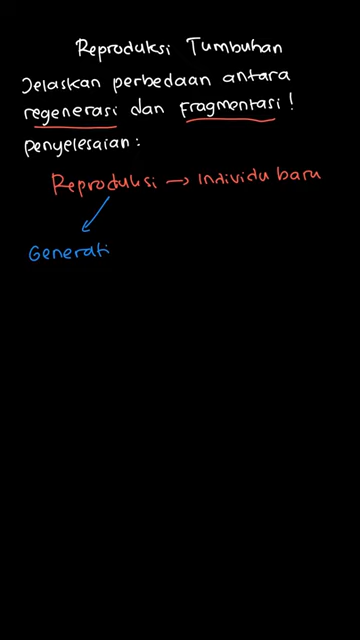 Reproduksi Tumbuhan
Jelaskan perbedaan antara
regenerasi dan Fragmentasi!
Penyelesaian:
Reproduksi → Individu baru
Generati